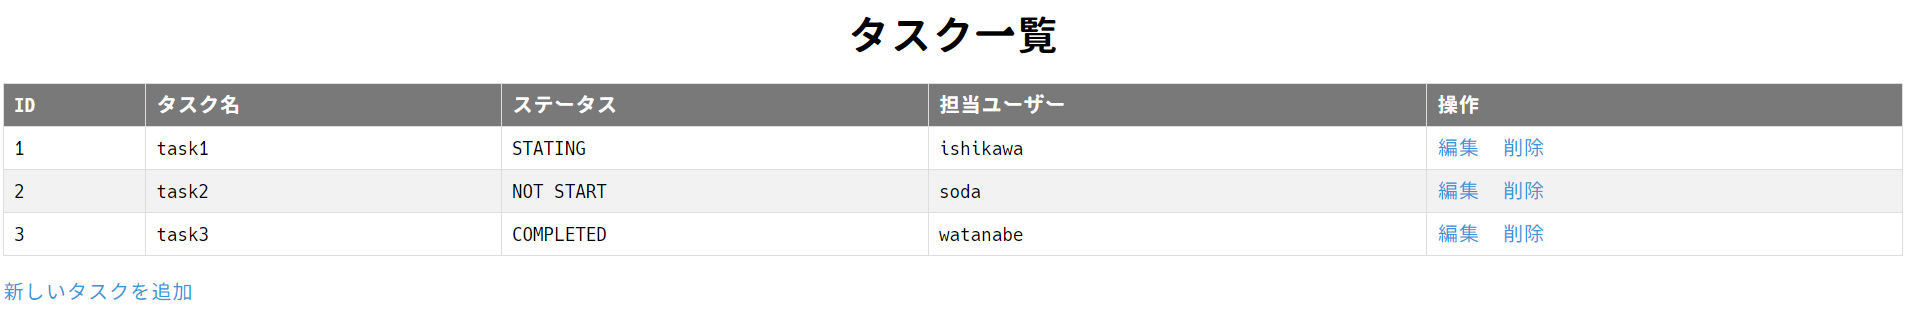 タスク一覧
ID タスク名 ステータス 担当ユーザー 操作
1 task1 STATING ishikawa 編集 削除
2 task2 NOT START soda 編集 削除
3 task3 COMPLETED watanabe 編集 削除
新しいタスクを追加